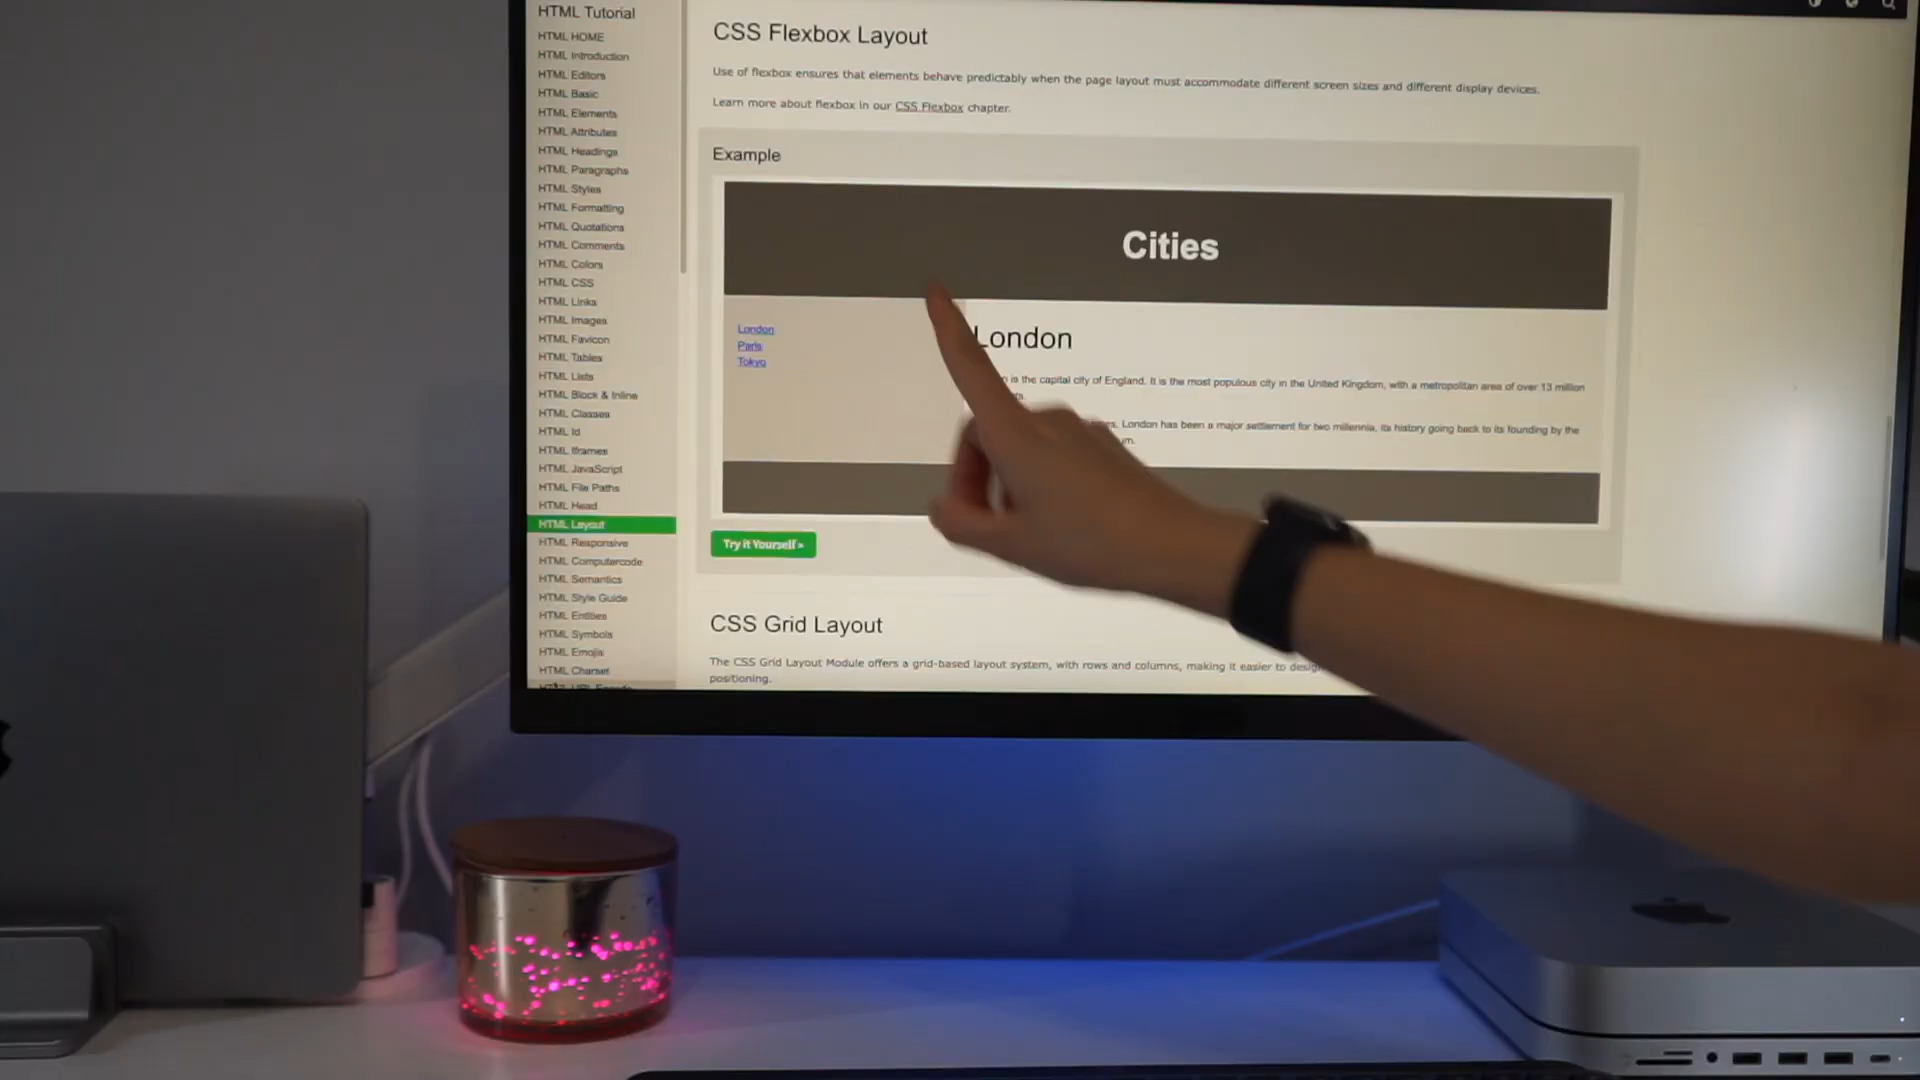 HTML Tutorial
HTML HOME
HTML Introduction
HTML Editors
HTML Basic
HTML Elements
HTML Attributes
HTML Headings
HTML Paragraphs
HTML Styles
HTML Formatting
HTML Quotations
HTML Comments
HTML Colors
HTML CSS
HTML Links
HTML Images
HTML Favicon
HTML Tables
HTML Lists
HTML Block & Inline
HTML Classes
HTML Id
HTML Iframes
HTML JavaScript
HTML File Paths
HTML Head
HTML Layout
HTML Responsive
HTML Computercode
HTML Semantics
HTML Style Guide
HTML Entities
HTML Symbols
HTML Emojis
HTML Charset
CSS Flexbox Layout
Use of flexbox ensures that elements behave predictably when the page layout must accommodate different screen sizes and different display devices.
Learn more about flexbox in our CSS Flexbox chapter.
Example
Cities
London
Paris
Tokyo
London
is the capital city of England. It is the most populous city in the United Kingdom, with a metropolitan area of over 13 million
London has been a major settlement for two millennia, its history going back to its founding by the
Try it Yourself »
CSS Grid Layout
The CSS Grid Layout Module offers a grid-based layout system, with rows and columns, making it easier to
positioning.